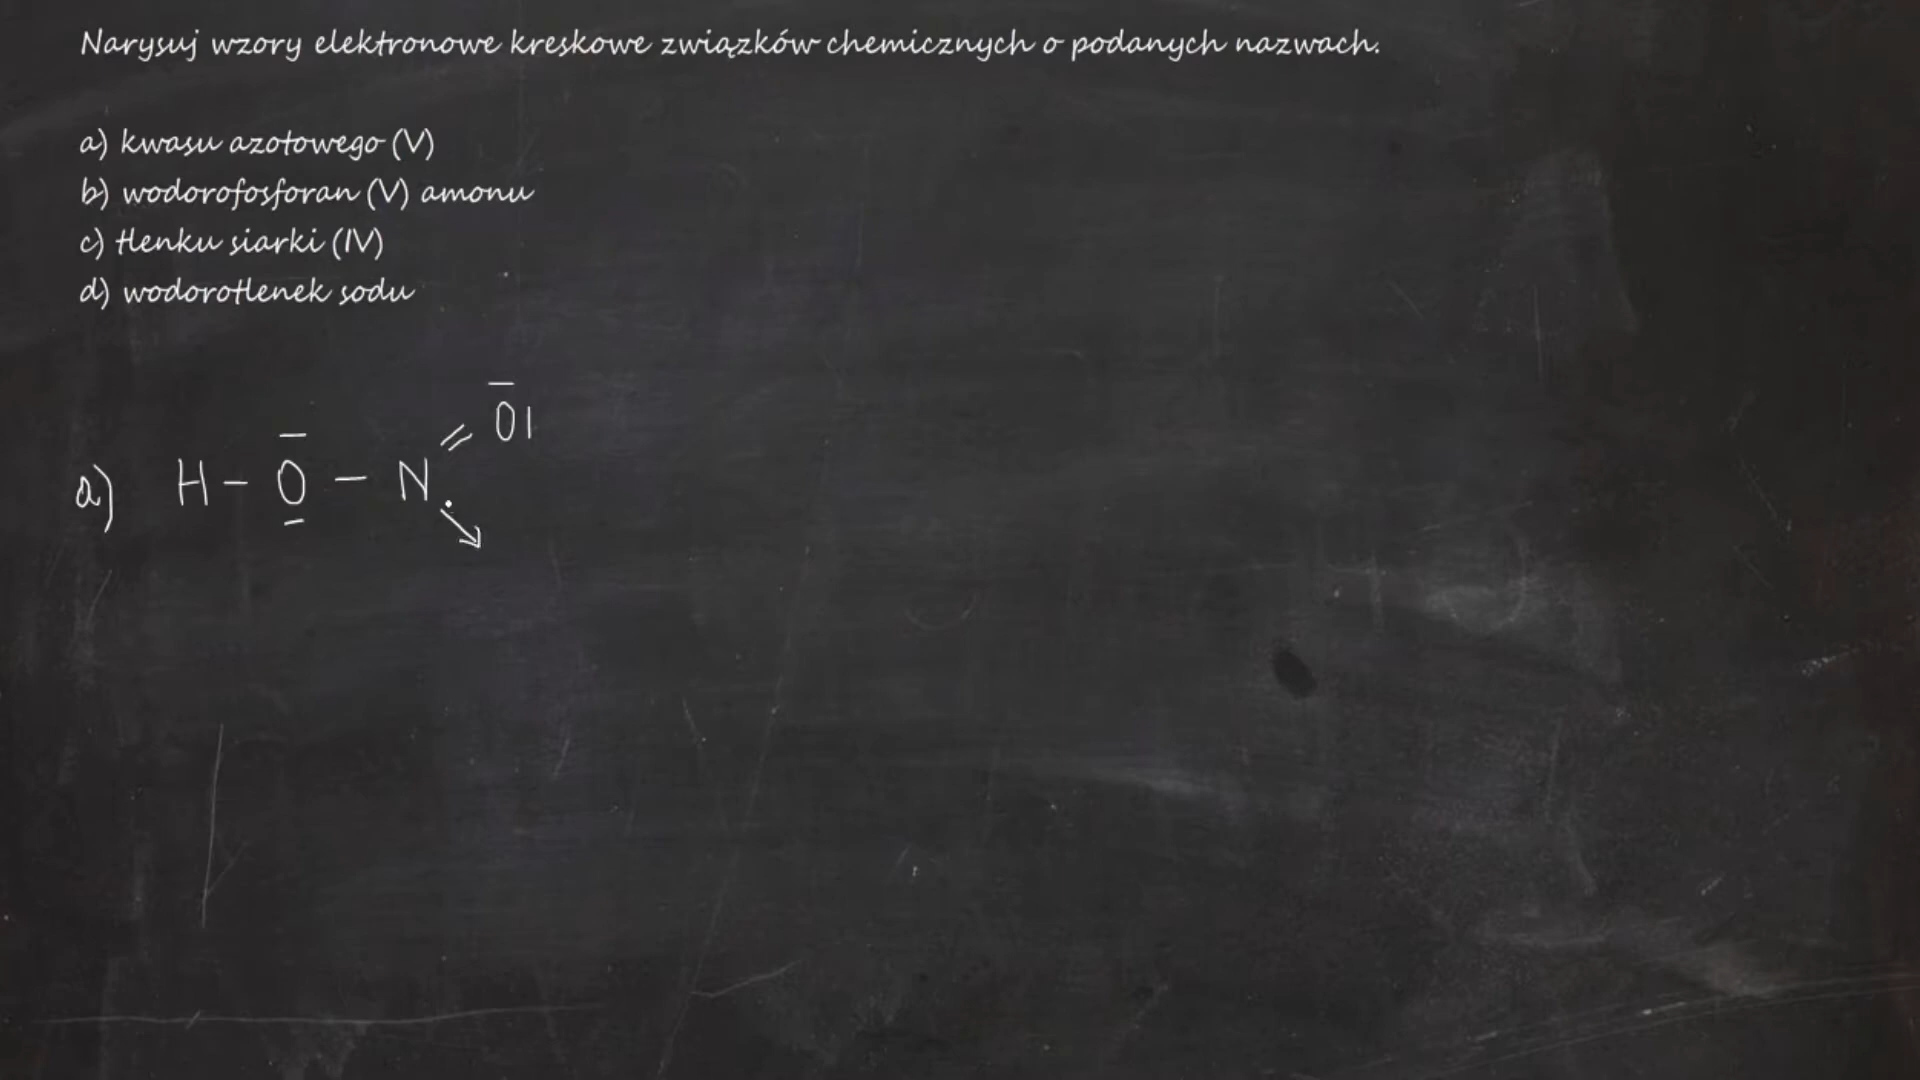 Narysuj wzory elektronowe kreskowe związków chemicznych o podanych nazwach.
a) kwasu azotowego (V)
b) wodorofosforan (V) amonu
c) tlenku siarki (IV)
d) wodorotlenek sodu
a) H - O - N = O